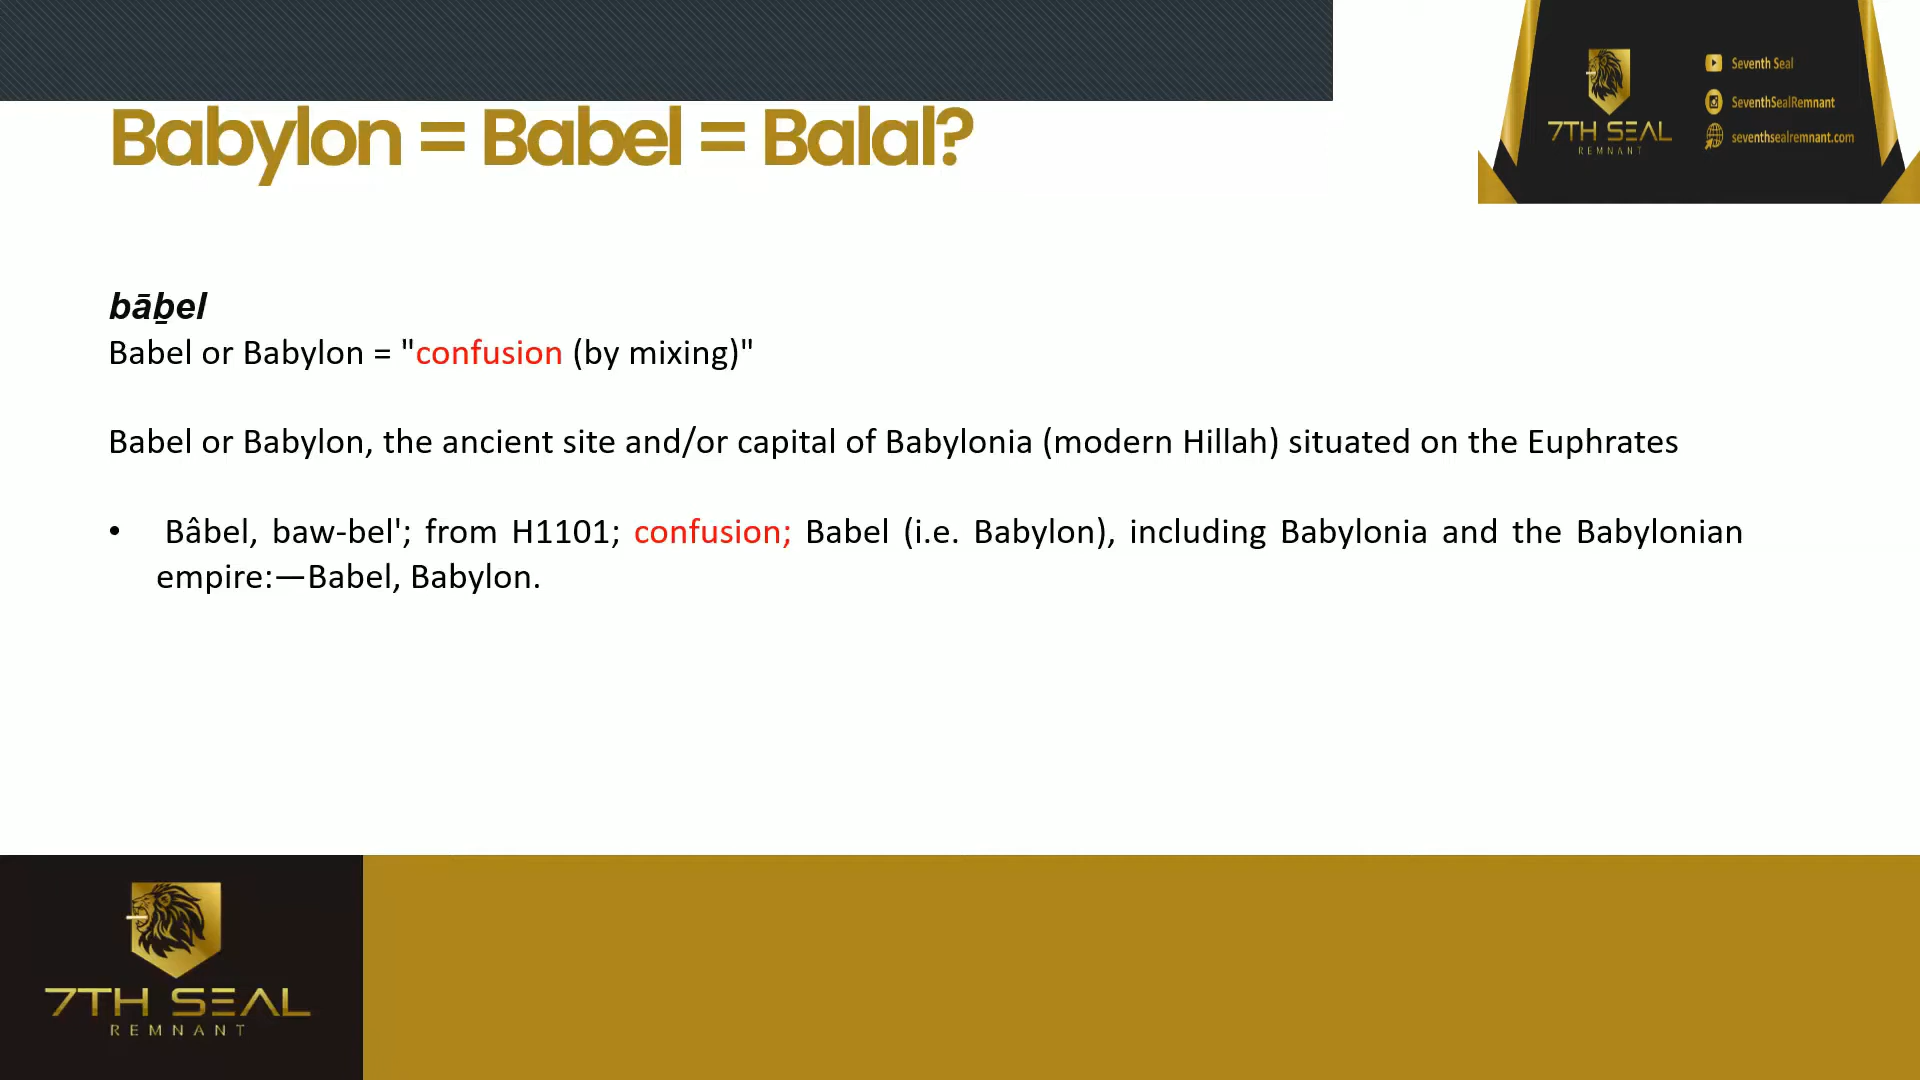 Babylon = Babel = Balal?
7TH SEAL
REMNANT
Seventh Seal
SeventhSealRemnant
seventhsealremnant.com
bāḇel
Babel or Babylon = "confusion (by mixing)"
Babel or Babylon, the ancient site and/or capital of Babylonia (modern Hillah) situated on the Euphrates
• Bâbel, baw-bel'; from H1101; confusion; Babel (i.e. Babylon), including Babylonia and the Babylonian
empire:—Babel, Babylon.
7TH SEAL
REMNANT